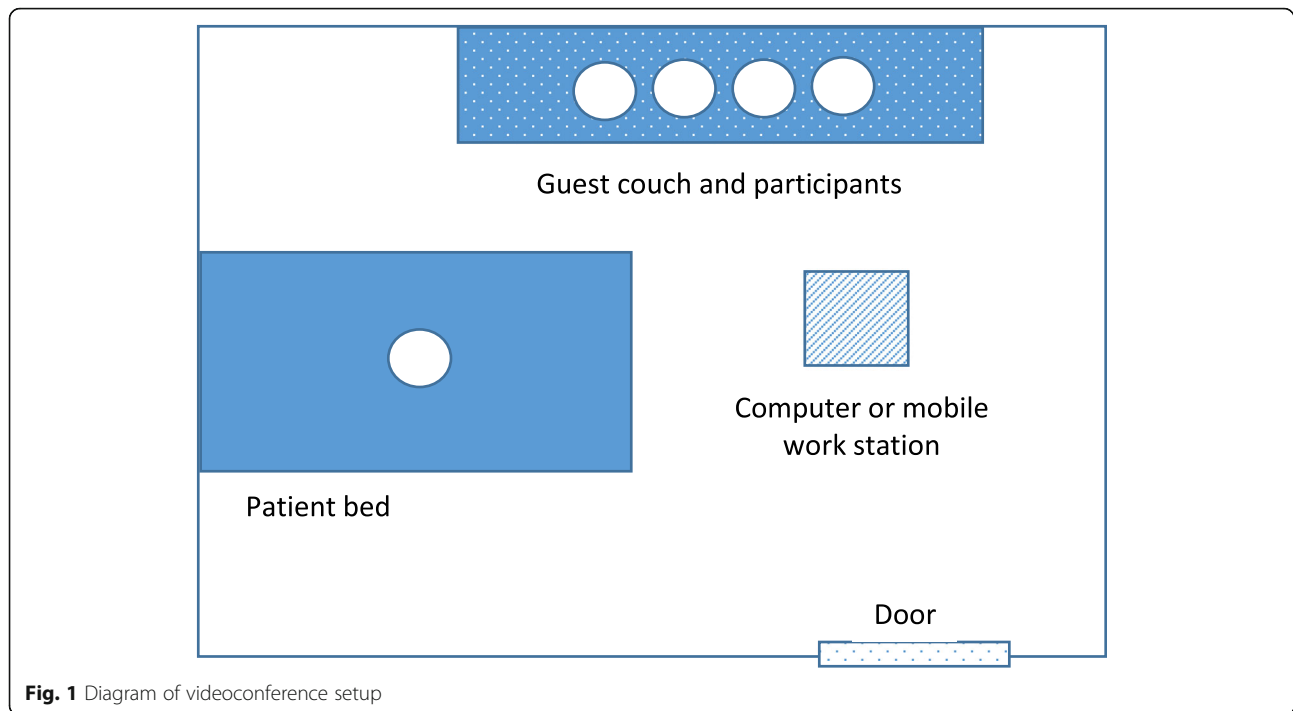 Guest couch and participants
Computer or mobile
work station
Patient bed
Door
Fig. 1 Diagram of videoconference setup